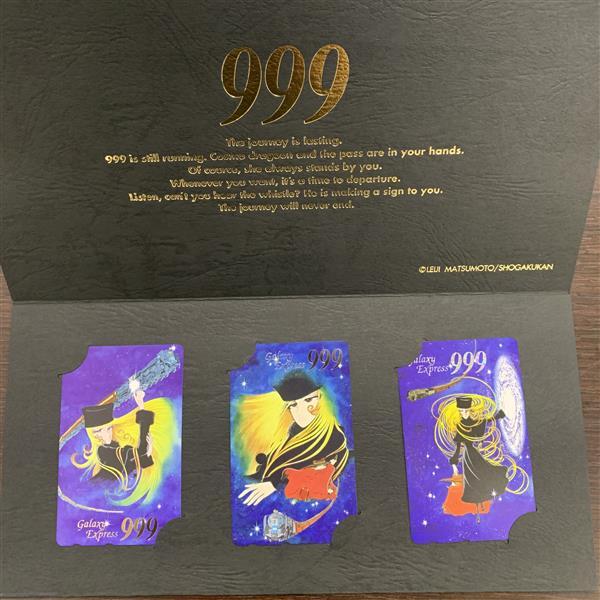 999
The journey is lasting.
999 is still running. Cosmo dragoon and the pass are in your hands.
Of cource, she always stands by you.
Whenever you want, it's a time to departure.
Listen, can't you hear the whistle? He is making a sign to you.
The journey will never end.
©LEIJI MATSUMOTO/SHOGAKUKAN
Galaxy
Express 999
Galaxy
Express 999
Galaxy
Express 999